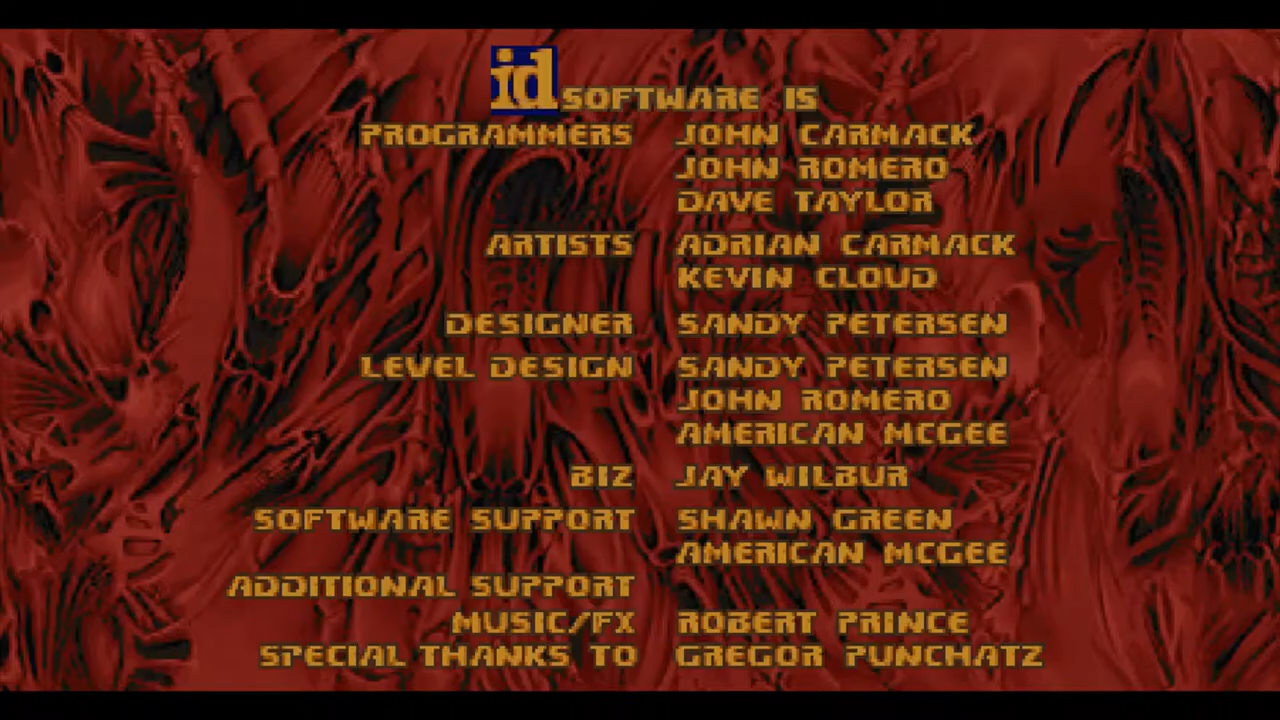 id SOFTWARE IS
PROGRAMMERS JOHN CARMACK
JOHN ROMERO
DAVE TAYLOR
ARTISTS ADRIAN CARMACK
KEVIN CLOUD
DESIGNER SANDY PETERSEN
LEVEL DESIGN SANDY PETERSEN
JOHN ROMERO
AMERICAN MCGEE
BIZ JAY WILBUR
SOFTWARE SUPPORT SHAWN GREEN
AMERICAN MCGEE
ADDITIONAL SUPPORT
MUSIC/FX ROBERT PRINCE
SPECIAL THANKS TO GREGOR PUNCHATZ